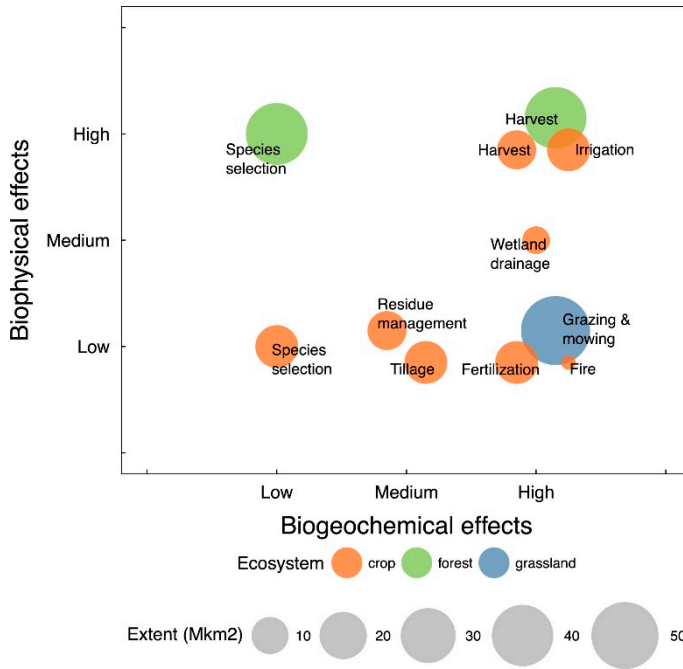 Biophysical effects
High
Medium
Low
Species
selection
Harvest
Harvest
Irrigation
Wetland
drainage
Residue
management
Grazing &
mowing
Species
selection
Tillage
Fertilization
Fire
Low
Medium
High
Biogeochemical effects
Ecosystem
crop
forest
grassland
Extent (Mkm2)
10
20
30
40
50